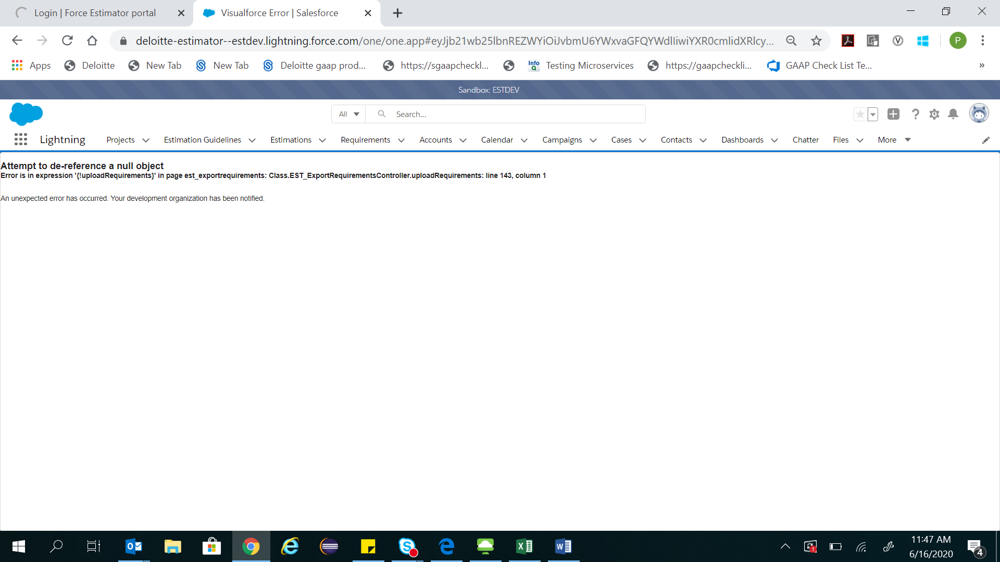 Login | Force Estimator portal
Visualforce Error | Salesforce
deloitte-estimator--estdev.lightning.force.com/one/one.app#eyJjb21wb25lbnREZWYiOiJvbmU6YWxvaGFQYWdlIiwiYXR0cmlidXRlcy...
P
Apps
Deloitte
New Tab
New Tab
Deloitte gaap prod...
https://sgaapcheckl...
Info Q
Testing Microservices
https://gaapcheckli...
GAAP Check List Te...
»
Sandbox: ESTDEV
All
Search...
Lightning
Projects
Estimation Guidelines
Estimations
Requirements
Accounts
Calendar
Campaigns
Cases
Contacts
Dashboards
Chatter
Files
More
Attempt to de-reference a null object
Error is in expression '{!uploadRequirements}' in page est_exportrequirements: Class.EST_ExportRequirementsController.uploadRequirements: line 143, column 1
An unexpected error has occurred. Your development organization has been notified.
11:47 AM
6/16/2020
4